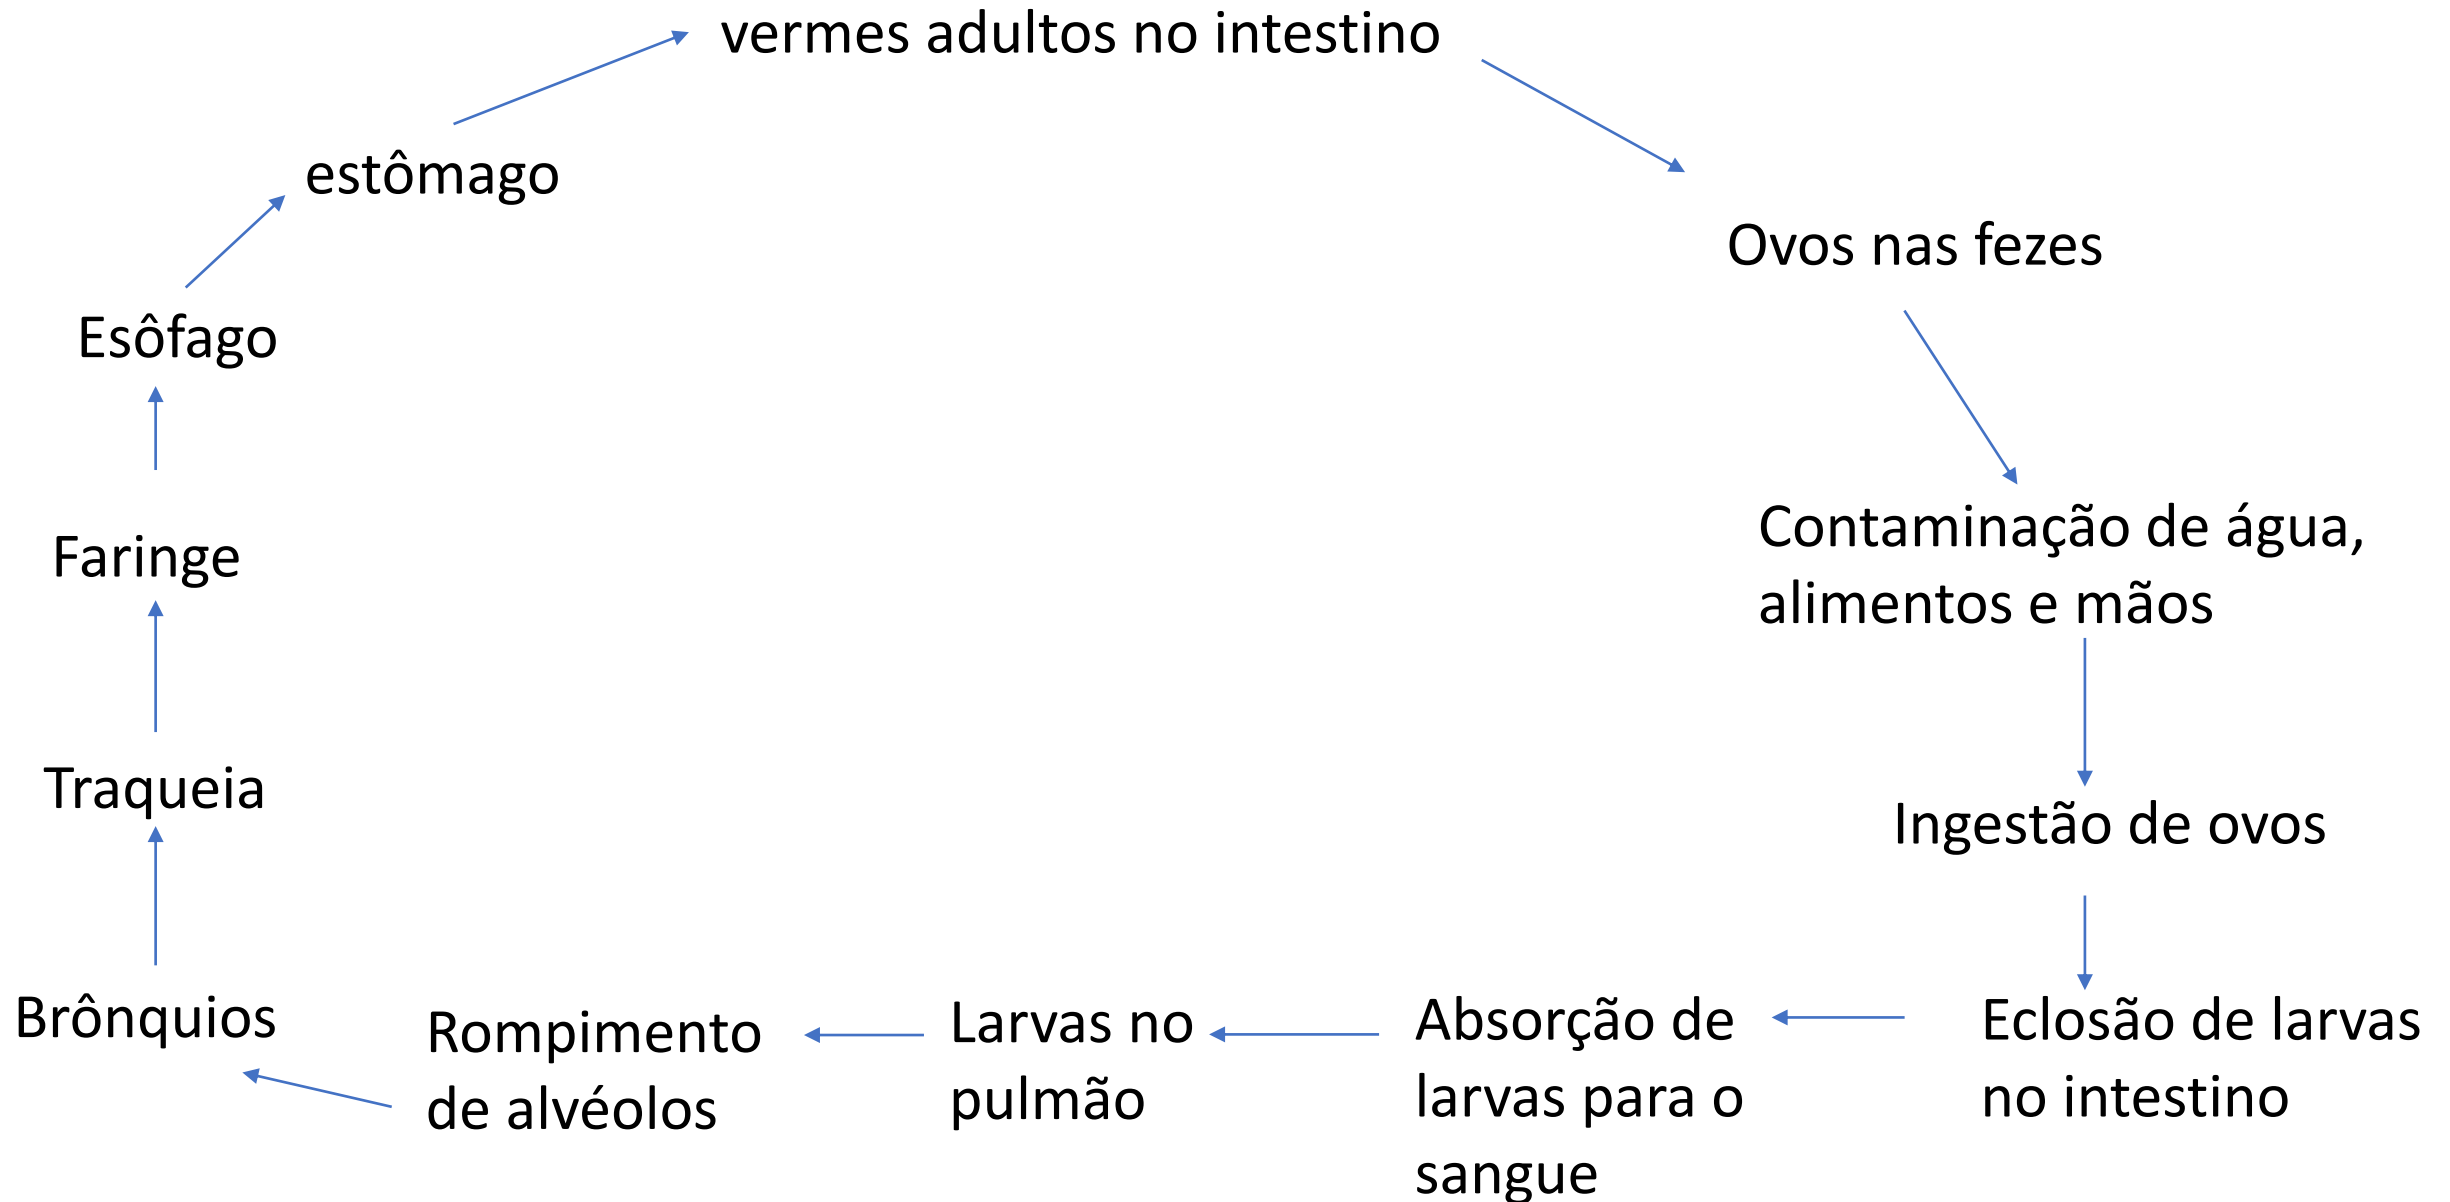 vermes adultos no intestino
Ovos nas fezes
Contaminação de água,
alimentos e mãos
Ingestão de ovos
Eclosão de larvas
no intestino
Absorção de
larvas para o
sangue
Larvas no
pulmão
Rompimento
de alvéolos
Brônquios
Traqueia
Faringe
Esôfago
estômago